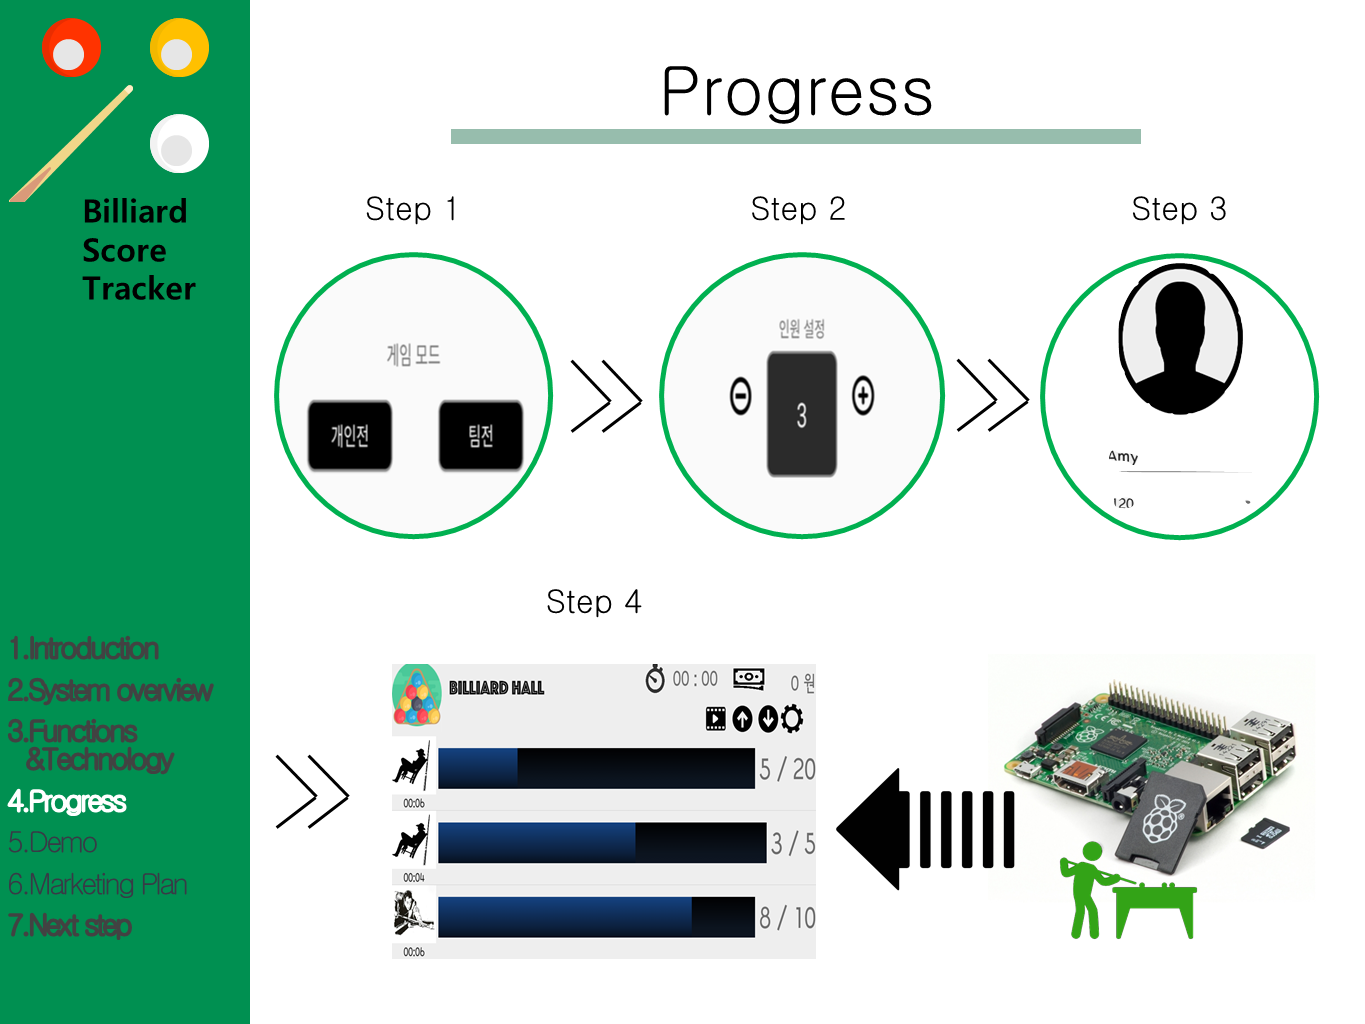 Billiard
Score
Tracker
1.Introduction
2.System overview
3.Functions
&Technology
4.Progress
5.Demo
6.Marketing Plan
7.Next step
Progress
Step 1
Step 2
Step 3
게임 모드
개인전
팀전
인원 설정
3
Amy
120
Step 4
BILLIARD HALL
00 : 00
0 원
5 / 20
00:06
3 / 5
00:04
8 / 10
00:06